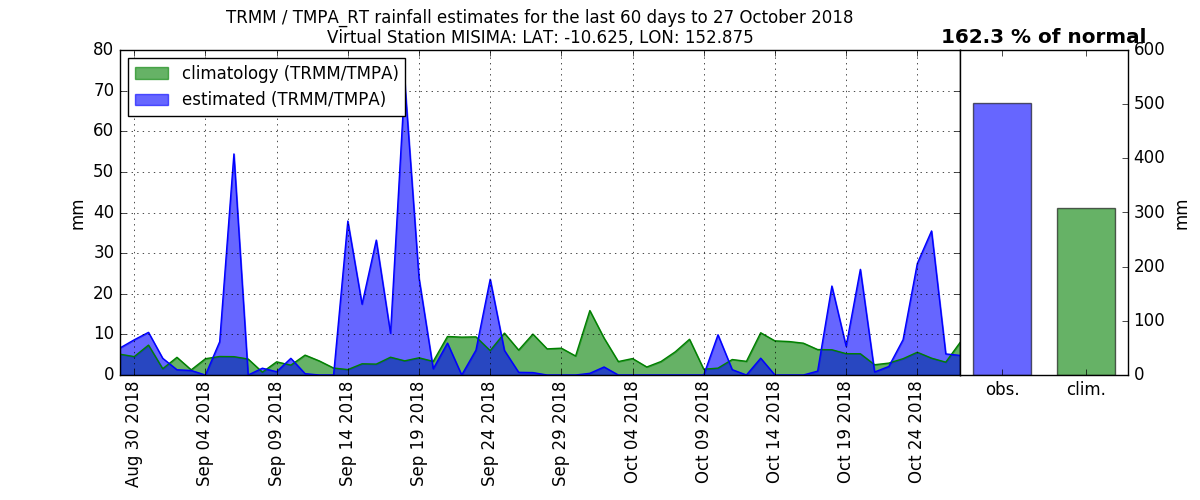 TRMM / TMPA_RT rainfall estimates for the last 60 days to 27 October 2018
Virtual Station MISIMA: LAT: -10.625, LON: 152.875
162.3 % of normal
climatology (TRMM/TMPA)
estimated (TRMM/TMPA)
80
70
60
50
40
30
20
10
0
mm
Aug 30 2018
Sep 04 2018
Sep 09 2018
Sep 14 2018
Sep 19 2018
Sep 24 2018
Sep 29 2018
Oct 04 2018
Oct 09 2018
Oct 14 2018
Oct 19 2018
Oct 24 2018
600
500
400
300
200
100
0
mm
obs.
clim.